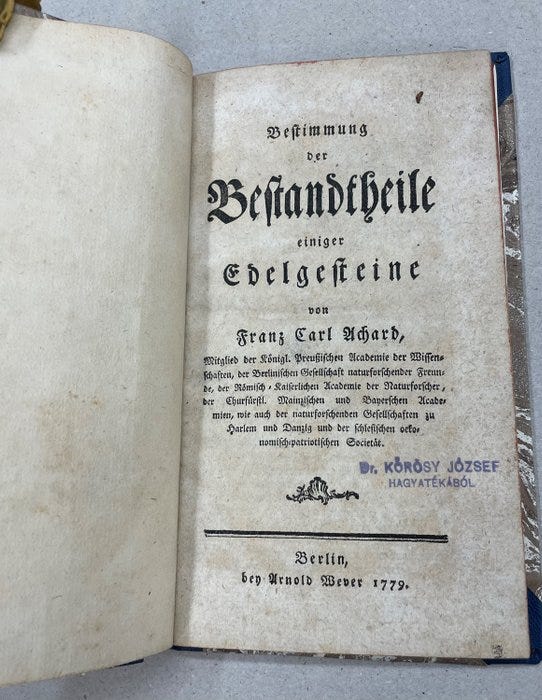 Bestimmung
der
Bestandtheile
einiger
Edelgesteine
von
Franz Carl Achard,
Mitglied der Königl. Preußischen Academie der Wissen-
schaften, der Berlinischen Gesellschaft naturforschender Freun-
de, der Römisch-Kaiserlichen Academie der Naturforscher,
der Churfürstl. Mainzischen und Bayerschen Acade-
mien, wie auch der naturforschenden Gesellschaften zu
Harlem und Danzig und der schlesischen oeko-
nomisch-patriotischen Societät.
Dr. KŐRÖSY JÓZSEF
HAGYATÉKÁBÓL
Berlin,
bey Arnold Wever 1779.